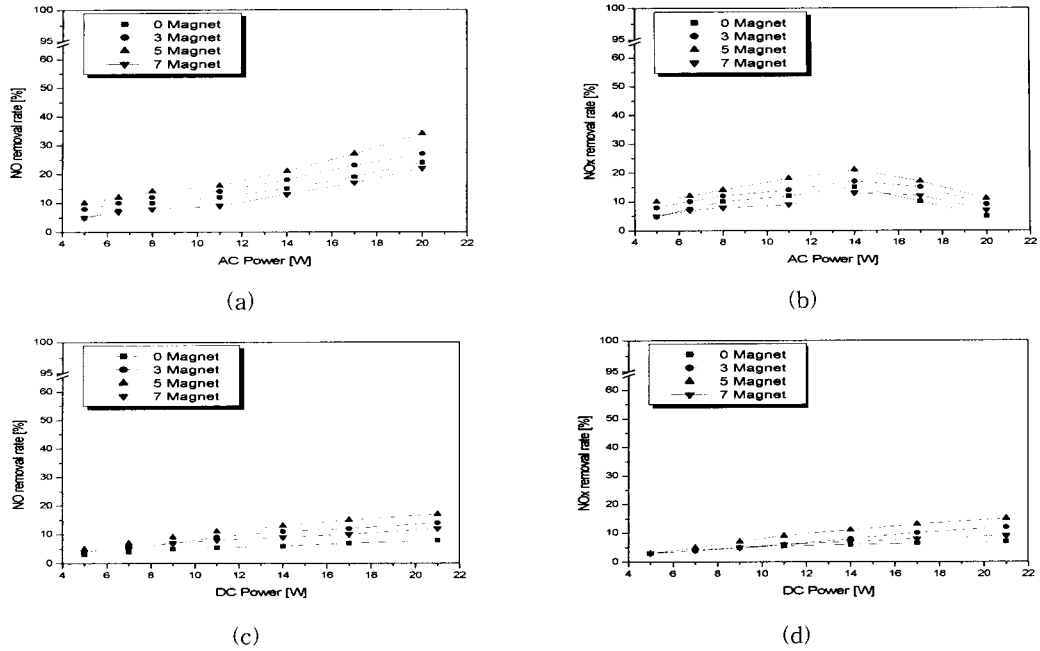 100
95
60
50
40
30
20
10
0
NO removal rate [%]
0 Magnet
3 Magnet
5 Magnet
7 Magnet
4 6 8 10 12 14 16 18 20 22
AC Power [W]
(a)
100
95
60
50
40
30
20
10
0
NOx removal rate [%]
0 Magnet
3 Magnet
5 Magnet
7 Magnet
4 6 8 10 12 14 16 18 20 22
AC Power [W]
(b)
100
95
60
50
40
30
20
10
0
NO removal rate [%]
0 Magnet
3 Magnet
5 Magnet
7 Magnet
4 6 8 10 12 14 16 18 20 22
DC Power [W]
(c)
100
95
60
50
40
30
20
10
0
NOx removal rate [%]
0 Magnet
3 Magnet
5 Magnet
7 Magnet
4 6 8 10 12 14 16 18 20 22
DC Power [W]
(d)